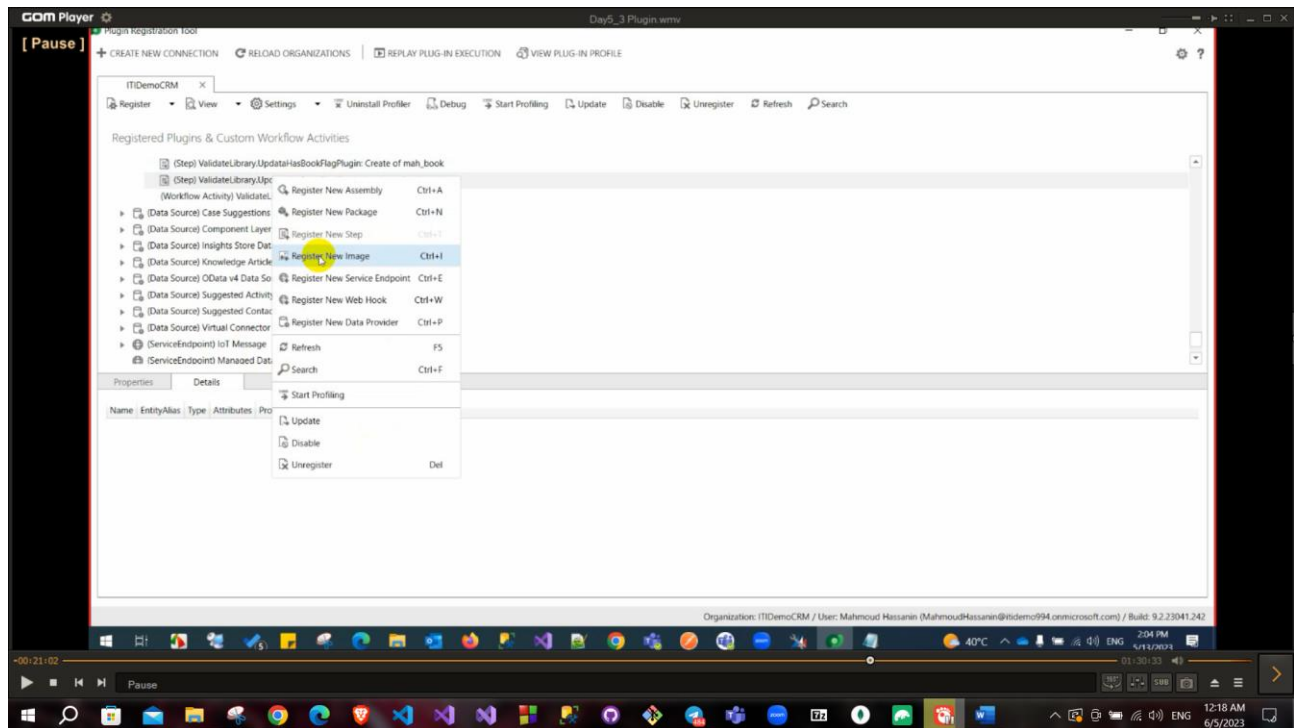 GOM Player
Day5_3 Plugin.wmv
[ Pause ]
Plugin Registration Tool
+ CREATE NEW CONNECTION RELOAD ORGANIZATIONS REPLAY PLUG-IN EXECUTION VIEW PLUG-IN PROFILE ?
ITIDemoCRM X
Register View Settings Uninstall Profiler Debug Start Profiling Update Disable Unregister Refresh Search
Registered Plugins & Custom Workflow Activities
(Step) ValidateLibrary.UpdataHasBookFlagPlugin: Create of mah_book
(Step) ValidateLibrary.Upd
(Workflow Activity) ValidateL
(Data Source) Case Suggestions
(Data Source) Component Layer
(Data Source) Insights Store Dat
(Data Source) Knowledge Article
(Data Source) OData v4 Data So
(Data Source) Suggested Activity
(Data Source) Suggested Contac
(Data Source) Virtual Connector
(ServiceEndpoint) IoT Message
(ServiceEndpoint) Managed Dat
Register New Assembly Ctrl+A
Register New Package Ctrl+N
Register New Step Ctrl+T
Register New Image Ctrl+I
Register New Service Endpoint Ctrl+E
Register New Web Hook Ctrl+W
Register New Data Provider Ctrl+P
Refresh F5
Search Ctrl+F
Start Profiling
Update
Disable
Unregister Del
Properties Details
Name EntityAlias Type Attributes Pro
Organization: ITIDemoCRM / User: Mahmoud Hassanin (MahmoudHassanin@itidemo994.onmicrosoft.com) / Build: 9.2.23041.242
40°C ENG 2:04 PM
5/13/2023
-00:21:02 01:30:33
Pause SUB
ENG 12:18 AM
6/5/2023